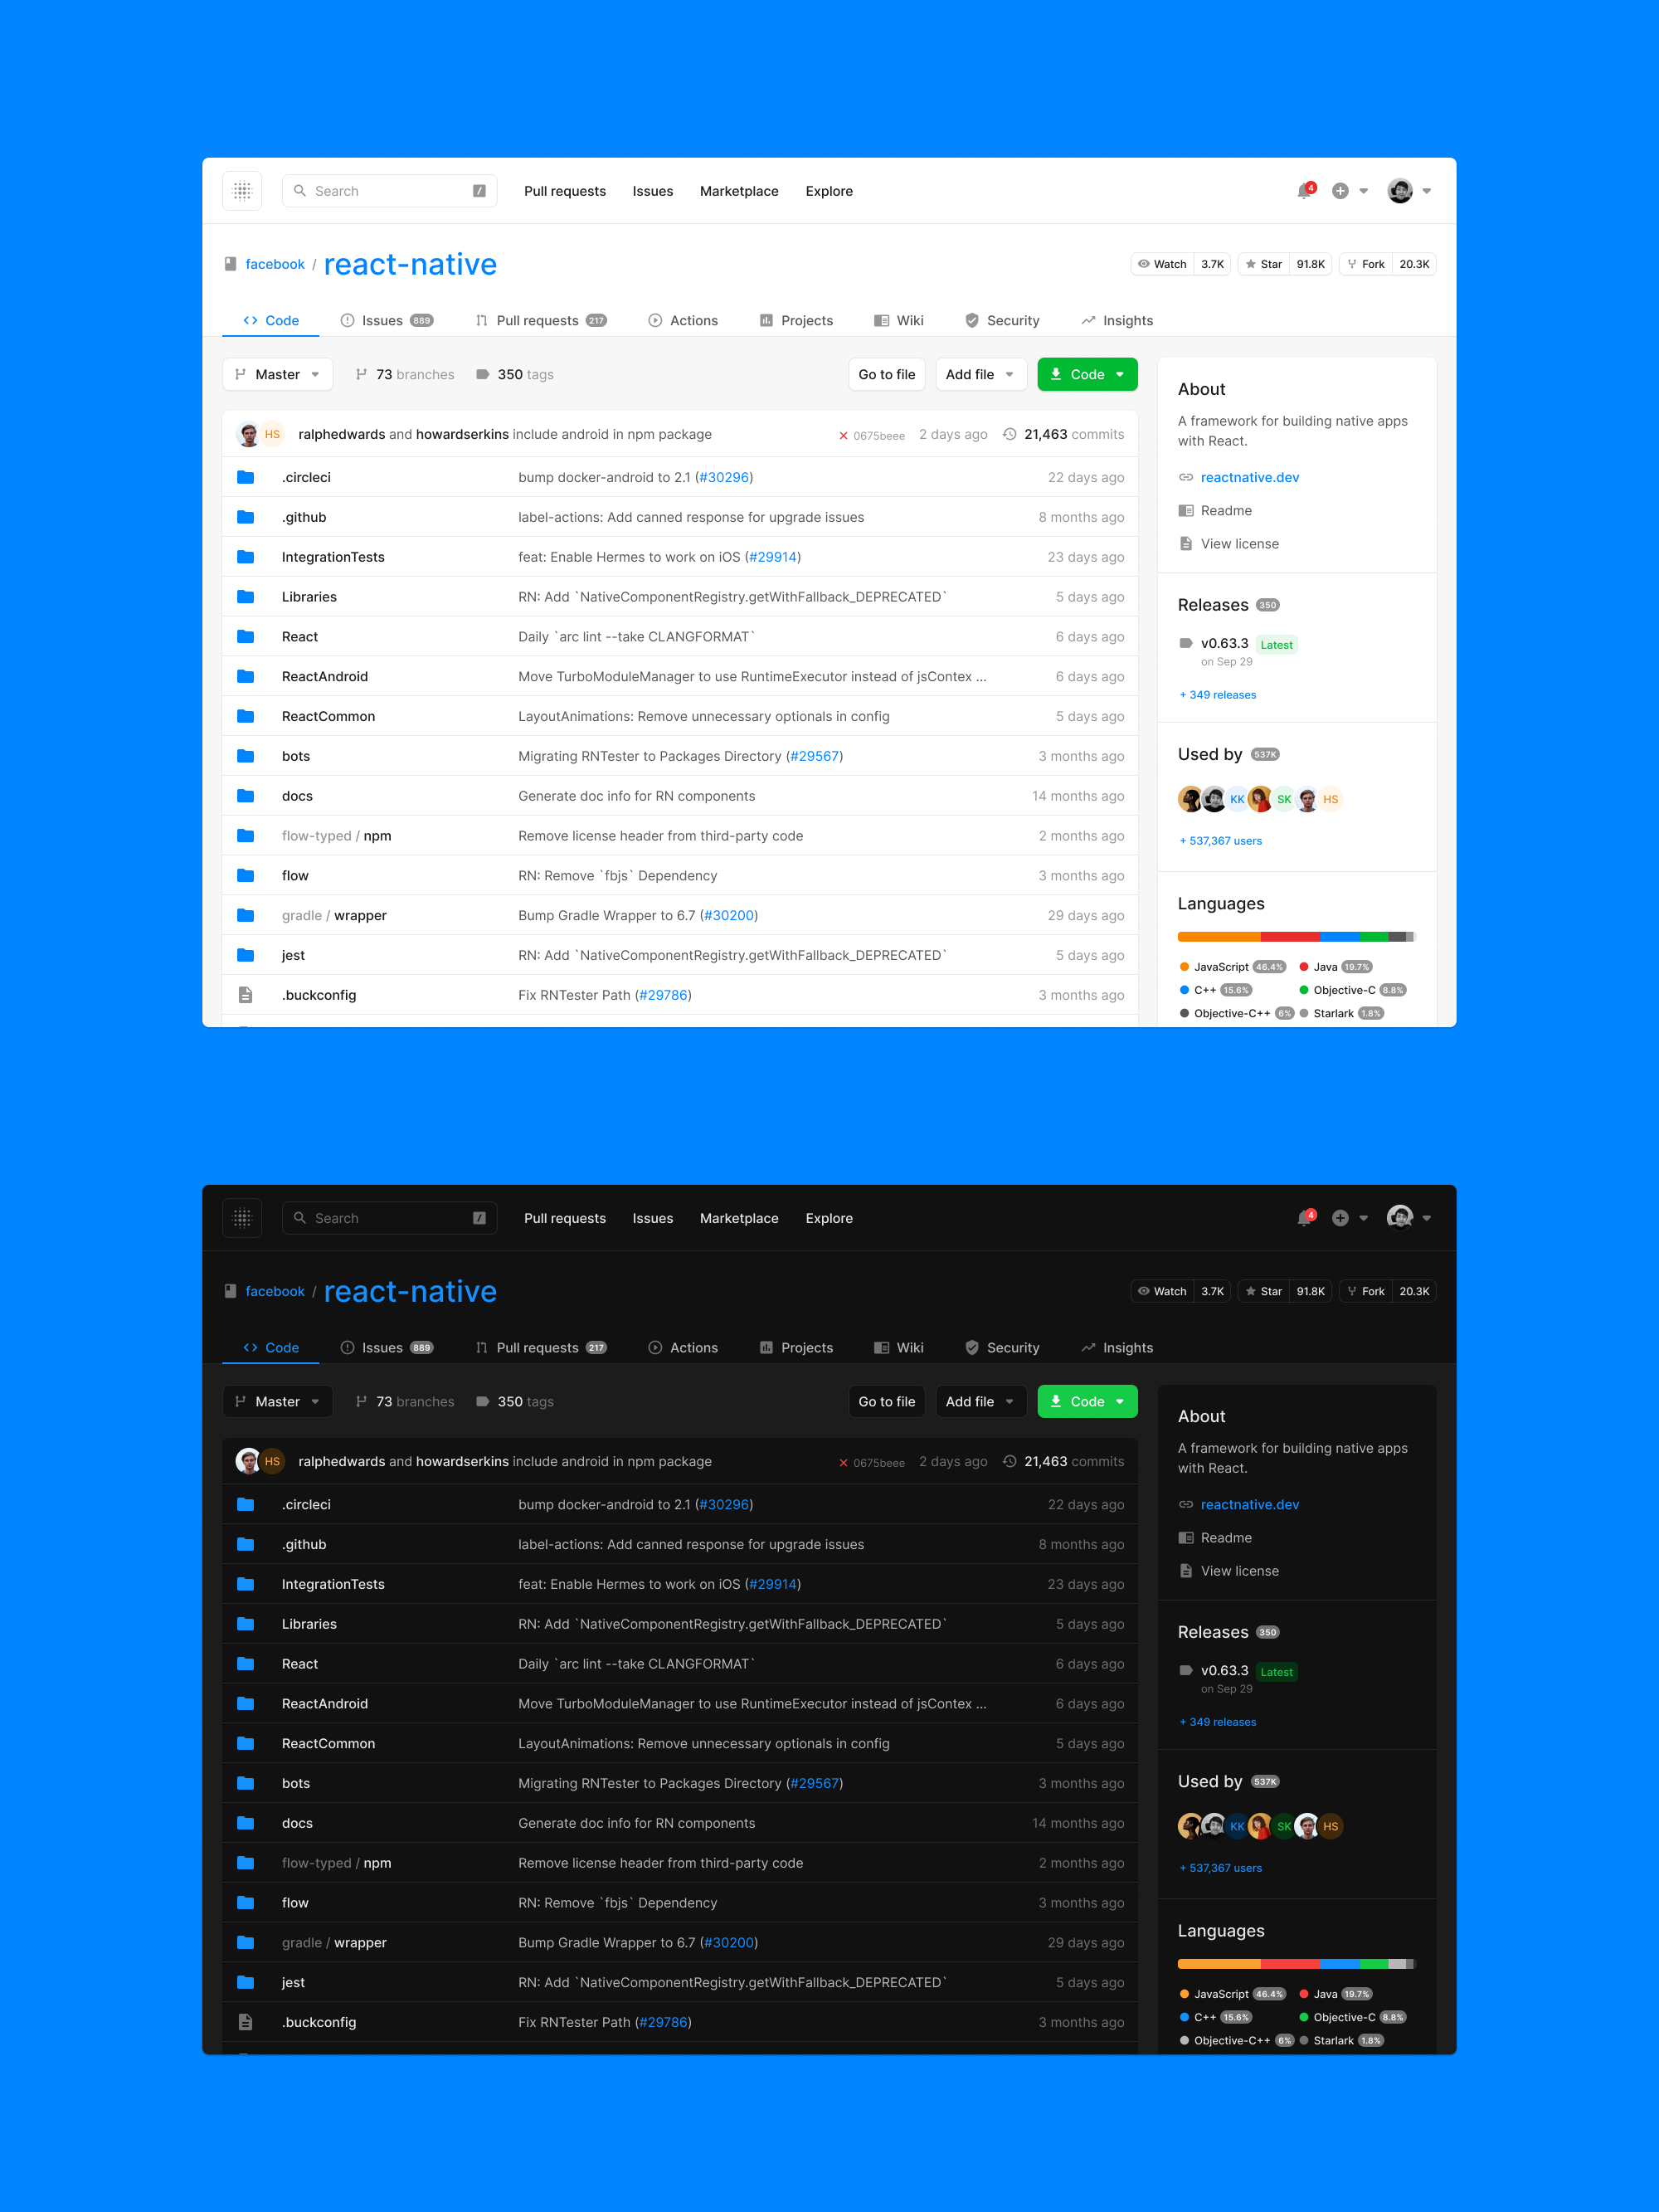 Search / Pull requests Issues Marketplace Explore 4
facebook / react-native Watch 3.7K Star 91.8K Fork 20.3K
Code Issues 889 Pull requests 217 Actions Projects Wiki Security Insights
Master 73 branches 350 tags Go to file Add file Code
HS ralphedwards and howardserkins include android in npm package 0675beee 2 days ago 21,463 commits
.circleci bump docker-android to 2.1 (#30296) 22 days ago
.github label-actions: Add canned response for upgrade issues 8 months ago
IntegrationTests feat: Enable Hermes to work on iOS (#29914) 23 days ago
Libraries RN: Add `NativeComponentRegistry.getWithFallback_DEPRECATED` 5 days ago
React Daily `arc lint --take CLANGFORMAT` 6 days ago
ReactAndroid Move TurboModuleManager to use RuntimeExecutor instead of jsContex ... 6 days ago
ReactCommon LayoutAnimations: Remove unnecessary optionals in config 5 days ago
bots Migrating RNTester to Packages Directory (#29567) 3 months ago
docs Generate doc info for RN components 14 months ago
flow-typed / npm Remove license header from third-party code 2 months ago
flow RN: Remove `fbjs` Dependency 3 months ago
gradle / wrapper Bump Gradle Wrapper to 6.7 (#30200) 29 days ago
jest RN: Add `NativeComponentRegistry.getWithFallback_DEPRECATED` 5 days ago
.buckconfig Fix RNTester Path (#29786) 3 months ago
About
A framework for building native apps
with React.
reactnative.dev
Readme
View license
Releases 350
v0.63.3 Latest
on Sep 29
+ 349 releases
Used by 537K
KK SK HS
+ 537,367 users
Languages
JavaScript 46.4% Java 19.7%
C++ 15.6% Objective-C 8.8%
Objective-C++ 6% Starlark 1.8%
Search / Pull requests Issues Marketplace Explore 4
facebook / react-native Watch 3.7K Star 91.8K Fork 20.3K
Code Issues 889 Pull requests 217 Actions Projects Wiki Security Insights
Master 73 branches 350 tags Go to file Add file Code
HS ralphedwards and howardserkins include android in npm package 0675beee 2 days ago 21,463 commits
.circleci bump docker-android to 2.1 (#30296) 22 days ago
.github label-actions: Add canned response for upgrade issues 8 months ago
IntegrationTests feat: Enable Hermes to work on iOS (#29914) 23 days ago
Libraries RN: Add `NativeComponentRegistry.getWithFallback_DEPRECATED` 5 days ago
React Daily `arc lint --take CLANGFORMAT` 6 days ago
ReactAndroid Move TurboModuleManager to use RuntimeExecutor instead of jsContex ... 6 days ago
ReactCommon LayoutAnimations: Remove unnecessary optionals in config 5 days ago
bots Migrating RNTester to Packages Directory (#29567) 3 months ago
docs Generate doc info for RN components 14 months ago
flow-typed / npm Remove license header from third-party code 2 months ago
flow RN: Remove `fbjs` Dependency 3 months ago
gradle / wrapper Bump Gradle Wrapper to 6.7 (#30200) 29 days ago
jest RN: Add `NativeComponentRegistry.getWithFallback_DEPRECATED` 5 days ago
.buckconfig Fix RNTester Path (#29786) 3 months ago
About
A framework for building native apps
with React.
reactnative.dev
Readme
View license
Releases 350
v0.63.3 Latest
on Sep 29
+ 349 releases
Used by 537K
KK SK HS
+ 537,367 users
Languages
JavaScript 46.4% Java 19.7%
C++ 15.6% Objective-C 8.8%
Objective-C++ 6% Starlark 1.8%